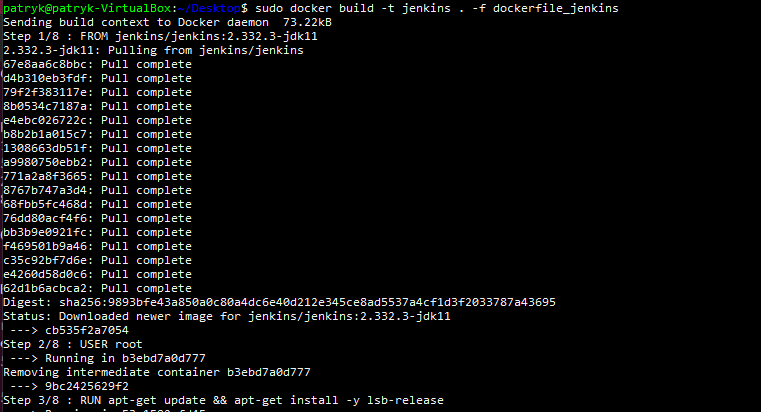 patryk@patryk-VirtualBox:~/Desktop$ sudo docker build -t jenkins . -f dockerfile_jenkins
Sending build context to Docker daemon  73.22kB
Step 1/8 : FROM jenkins/jenkins:2.332.3-jdk11
2.332.3-jdk11: Pulling from jenkins/jenkins
67e8aa6c8bbc: Pull complete
d4b310eb3fdf: Pull complete
79f2f383117e: Pull complete
8b0534c7187a: Pull complete
e4ebc026722c: Pull complete
b8b2b1a015c7: Pull complete
1308663db51f: Pull complete
a9980750ebb2: Pull complete
771a2a8f3665: Pull complete
8767b747a3d4: Pull complete
68fbb5fc468d: Pull complete
76dd80acf4f6: Pull complete
bb3b9e0921fc: Pull complete
f469501b9a46: Pull complete
c35c92bf7d6e: Pull complete
e4260d58d0c6: Pull complete
62d1b6acbca2: Pull complete
Digest: sha256:9893bfe43a850a0c80a4dc6e40d212e345ce8ad5537a4cf1d3f2033787a43695
Status: Downloaded newer image for jenkins/jenkins:2.332.3-jdk11
 ---> cb535f2a7054
Step 2/8 : USER root
 ---> Running in b3ebd7a0d777
Removing intermediate container b3ebd7a0d777
 ---> 9bc2425629f2
Step 3/8 : RUN apt-get update && apt-get install -y lsb-release